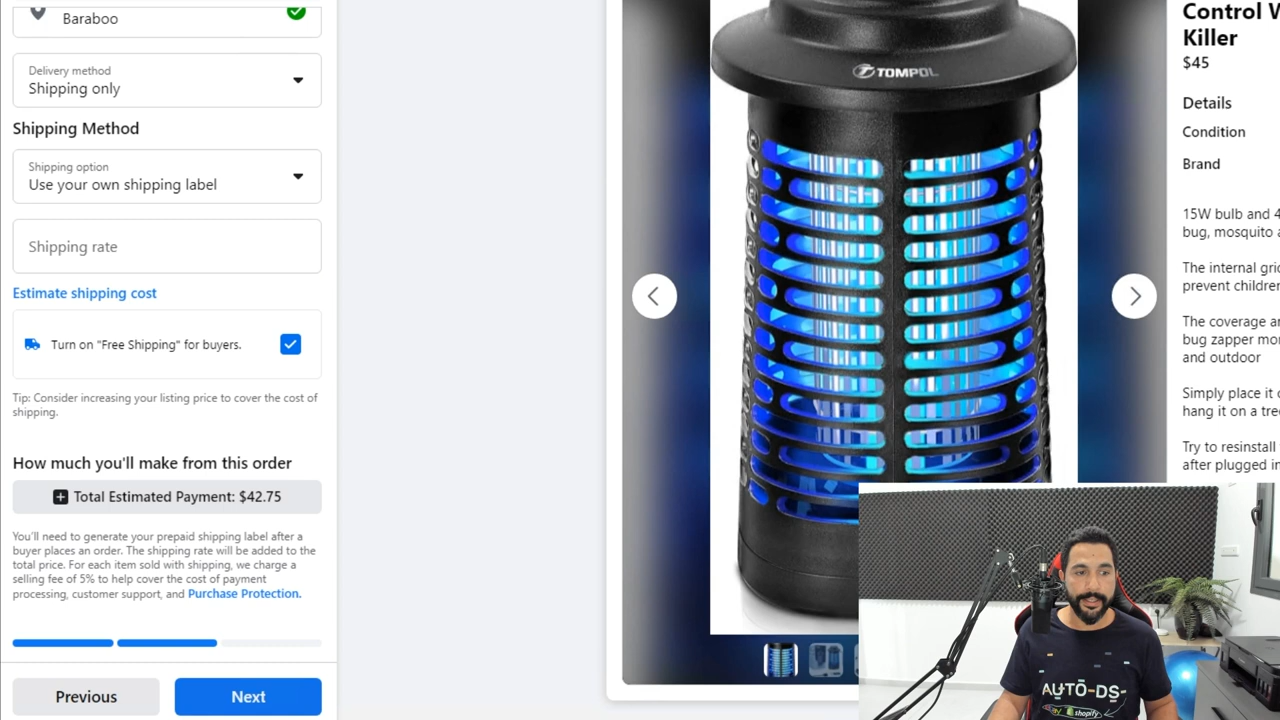 Baraboo
Delivery method
Shipping only
Shipping Method
Shipping option
Use your own shipping label
Shipping rate
Estimate shipping cost
Turn on "Free Shipping" for buyers.
Tip: Consider increasing your listing price to cover the cost of
shipping.
How much you'll make from this order
Total Estimated Payment: $42.75
You'll need to generate your prepaid shipping label after a
buyer places an order. The shipping rate will be added to the
total price. For each item sold with shipping, we charge a
selling fee of 5% to help cover the cost of payment
processing, customer support, and Purchase Protection.
Previous
Next
TOMPOL
Control
Killer
$45
Details
Condition
Brand
15W bulb and 4
bug, mosquito
The internal
prevent children
The coverage
bug zapper
and outdoor
Simply place it
hang it on a
Try to resinstall
after plugged
AUTO-DS
shopify